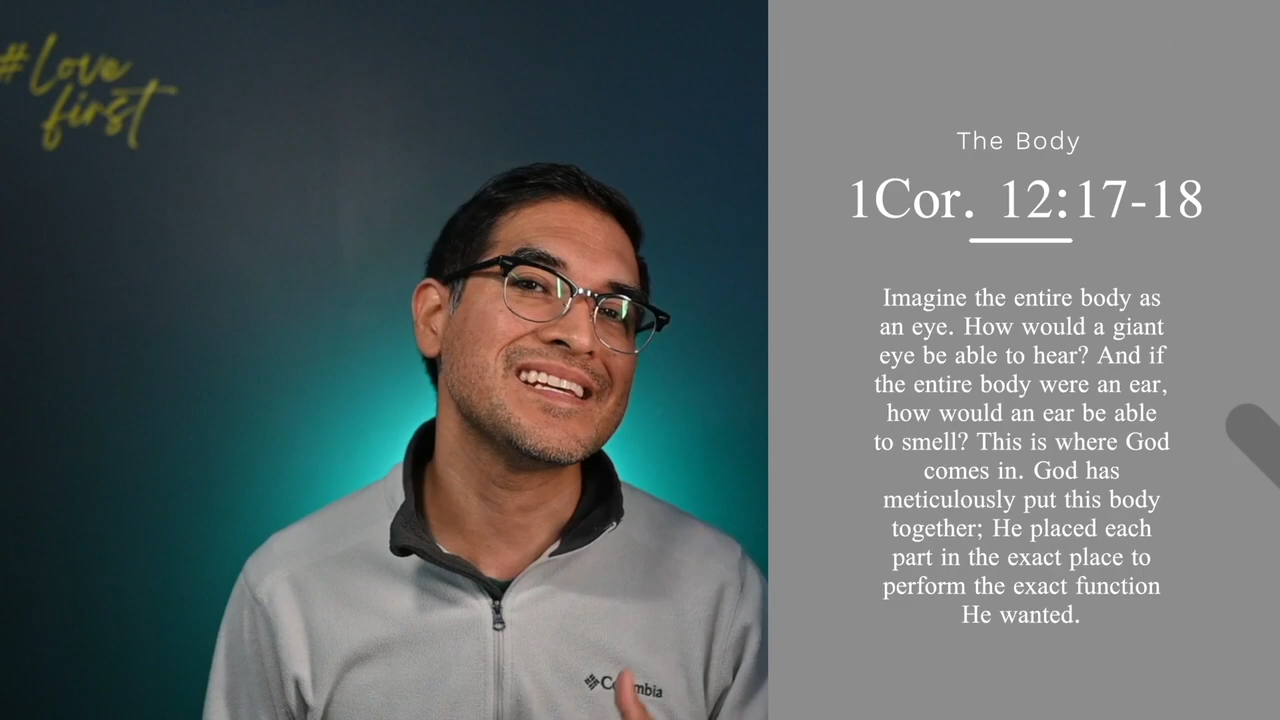 #love
first
The Body
1Cor. 12:17-18
Imagine the entire body as
an eye. How would a giant
eye be able to hear? And if
the entire body were an ear,
how would an ear be able
to smell? This is where God
comes in. God has
meticulously put this body
together; He placed each
part in the exact place to
perform the exact function
He wanted.